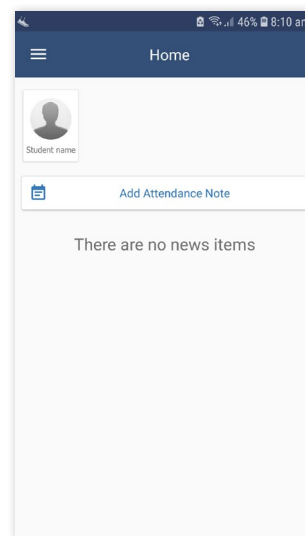 46% 8:10 am
Home
Student name
Add Attendance Note
There are no news items